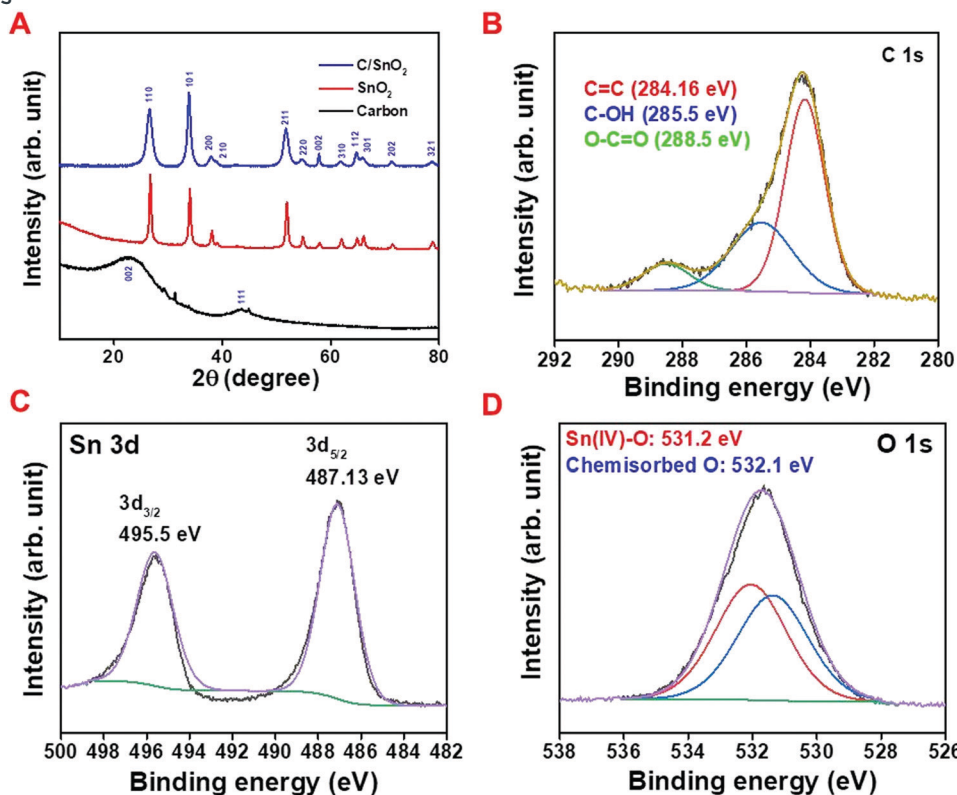 A
Intensity (arb. unit)
C/SnO₂
SnO₂
Carbon
110
101
200
210
211
220
002
310
112
301
202
321
002
111
20
40
60
80
2θ (degree)
B
C 1s
C=C (284.16 eV)
C-OH (285.5 eV)
O-C=O (288.5 eV)
Intensity (arb. unit)
292
290
288
286
284
282
280
Binding energy (eV)
C
Sn 3d
3d₅/₂
487.13 eV
3d₃/₂
495.5 eV
Intensity (arb. unit)
500
498
496
494
492
490
488
486
484
482
Binding energy (eV)
D
Sn(IV)-O: 531.2 eV
O 1s
Chemisorbed O: 532.1 eV
Intensity (arb. unit)
538
536
534
532
530
528
526
Binding energy (eV)